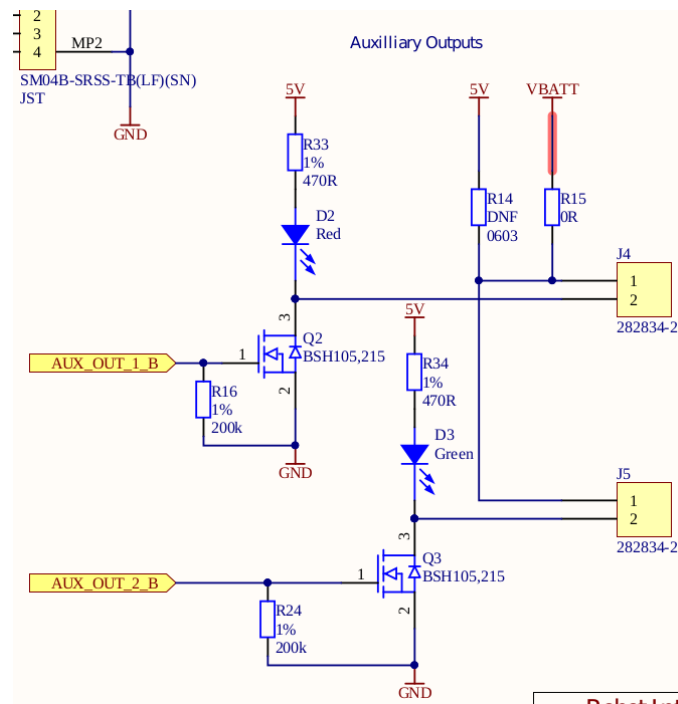 2
3
4
MP2
SM04B-SRSS-TB(LF)(SN)
JST
GND
Auxilliary Outputs
5V
R33
1%
470R
D2
Red
5V
VBATT
R14
DNF
0603
R15
0R
J4
1
2
282834-2
3
Q2
BSH105,215
1
2
AUX_OUT_1_B
R16
1%
200k
GND
5V
R34
1%
470R
D3
Green
J5
1
2
282834-2
3
Q3
BSH105,215
1
2
AUX_OUT_2_B
R24
1%
200k
GND